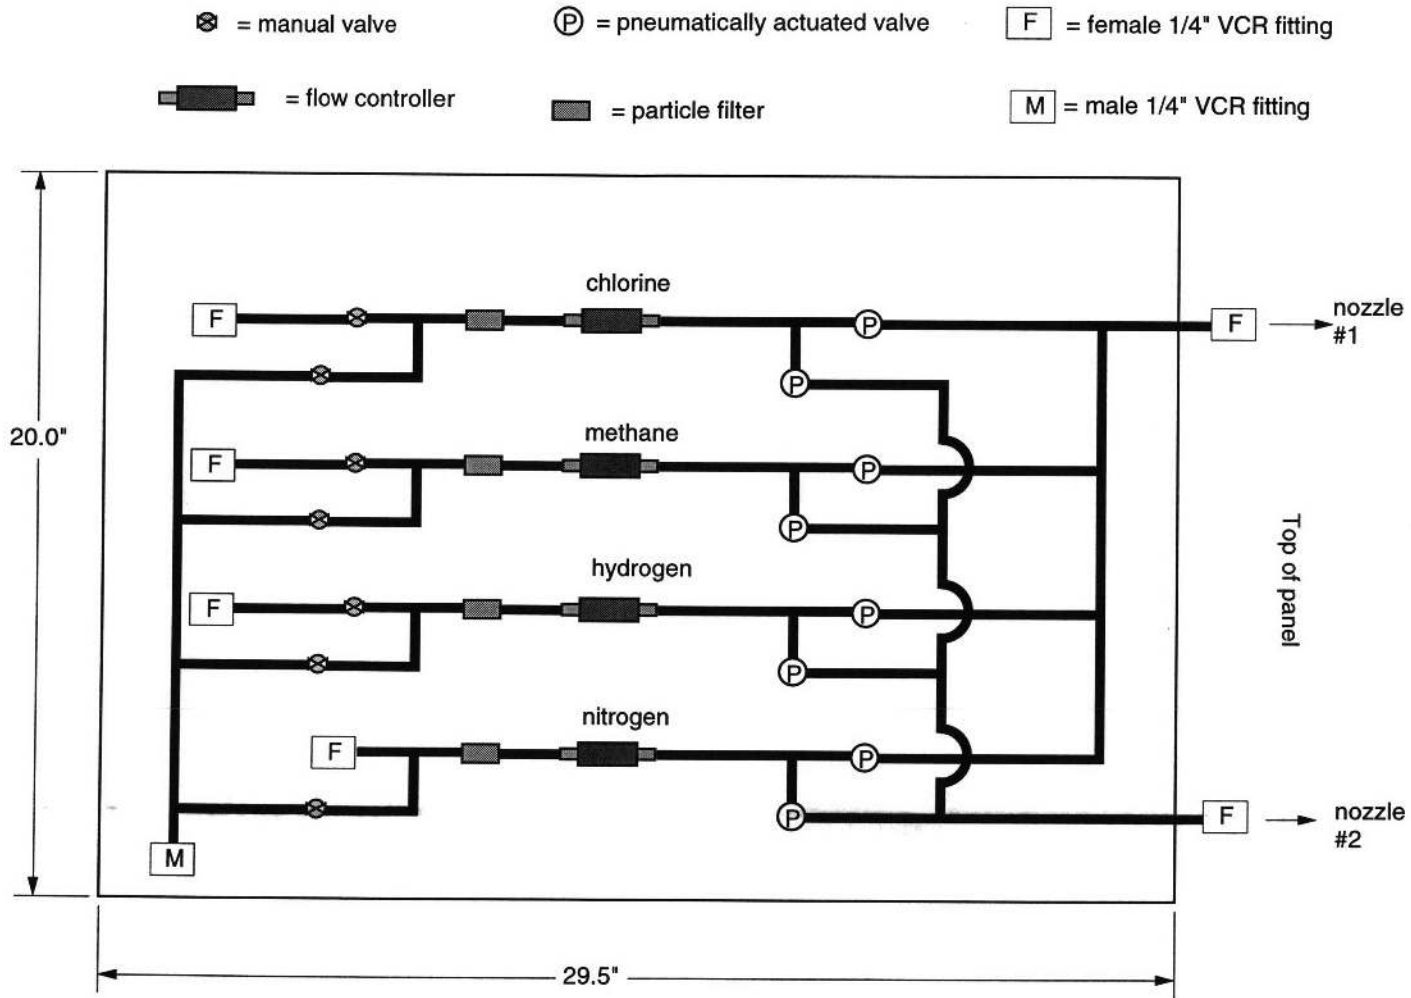 = manual valve
P = pneumatically actuated valve
F = female 1/4" VCR fitting
= flow controller
= particle filter
M = male 1/4" VCR fitting
chlorine
F
P
F
nozzle
#1
P
20.0"
methane
F
P
P
Top of panel
hydrogen
F
P
P
nitrogen
F
P
P
F
nozzle
#2
M
29.5"